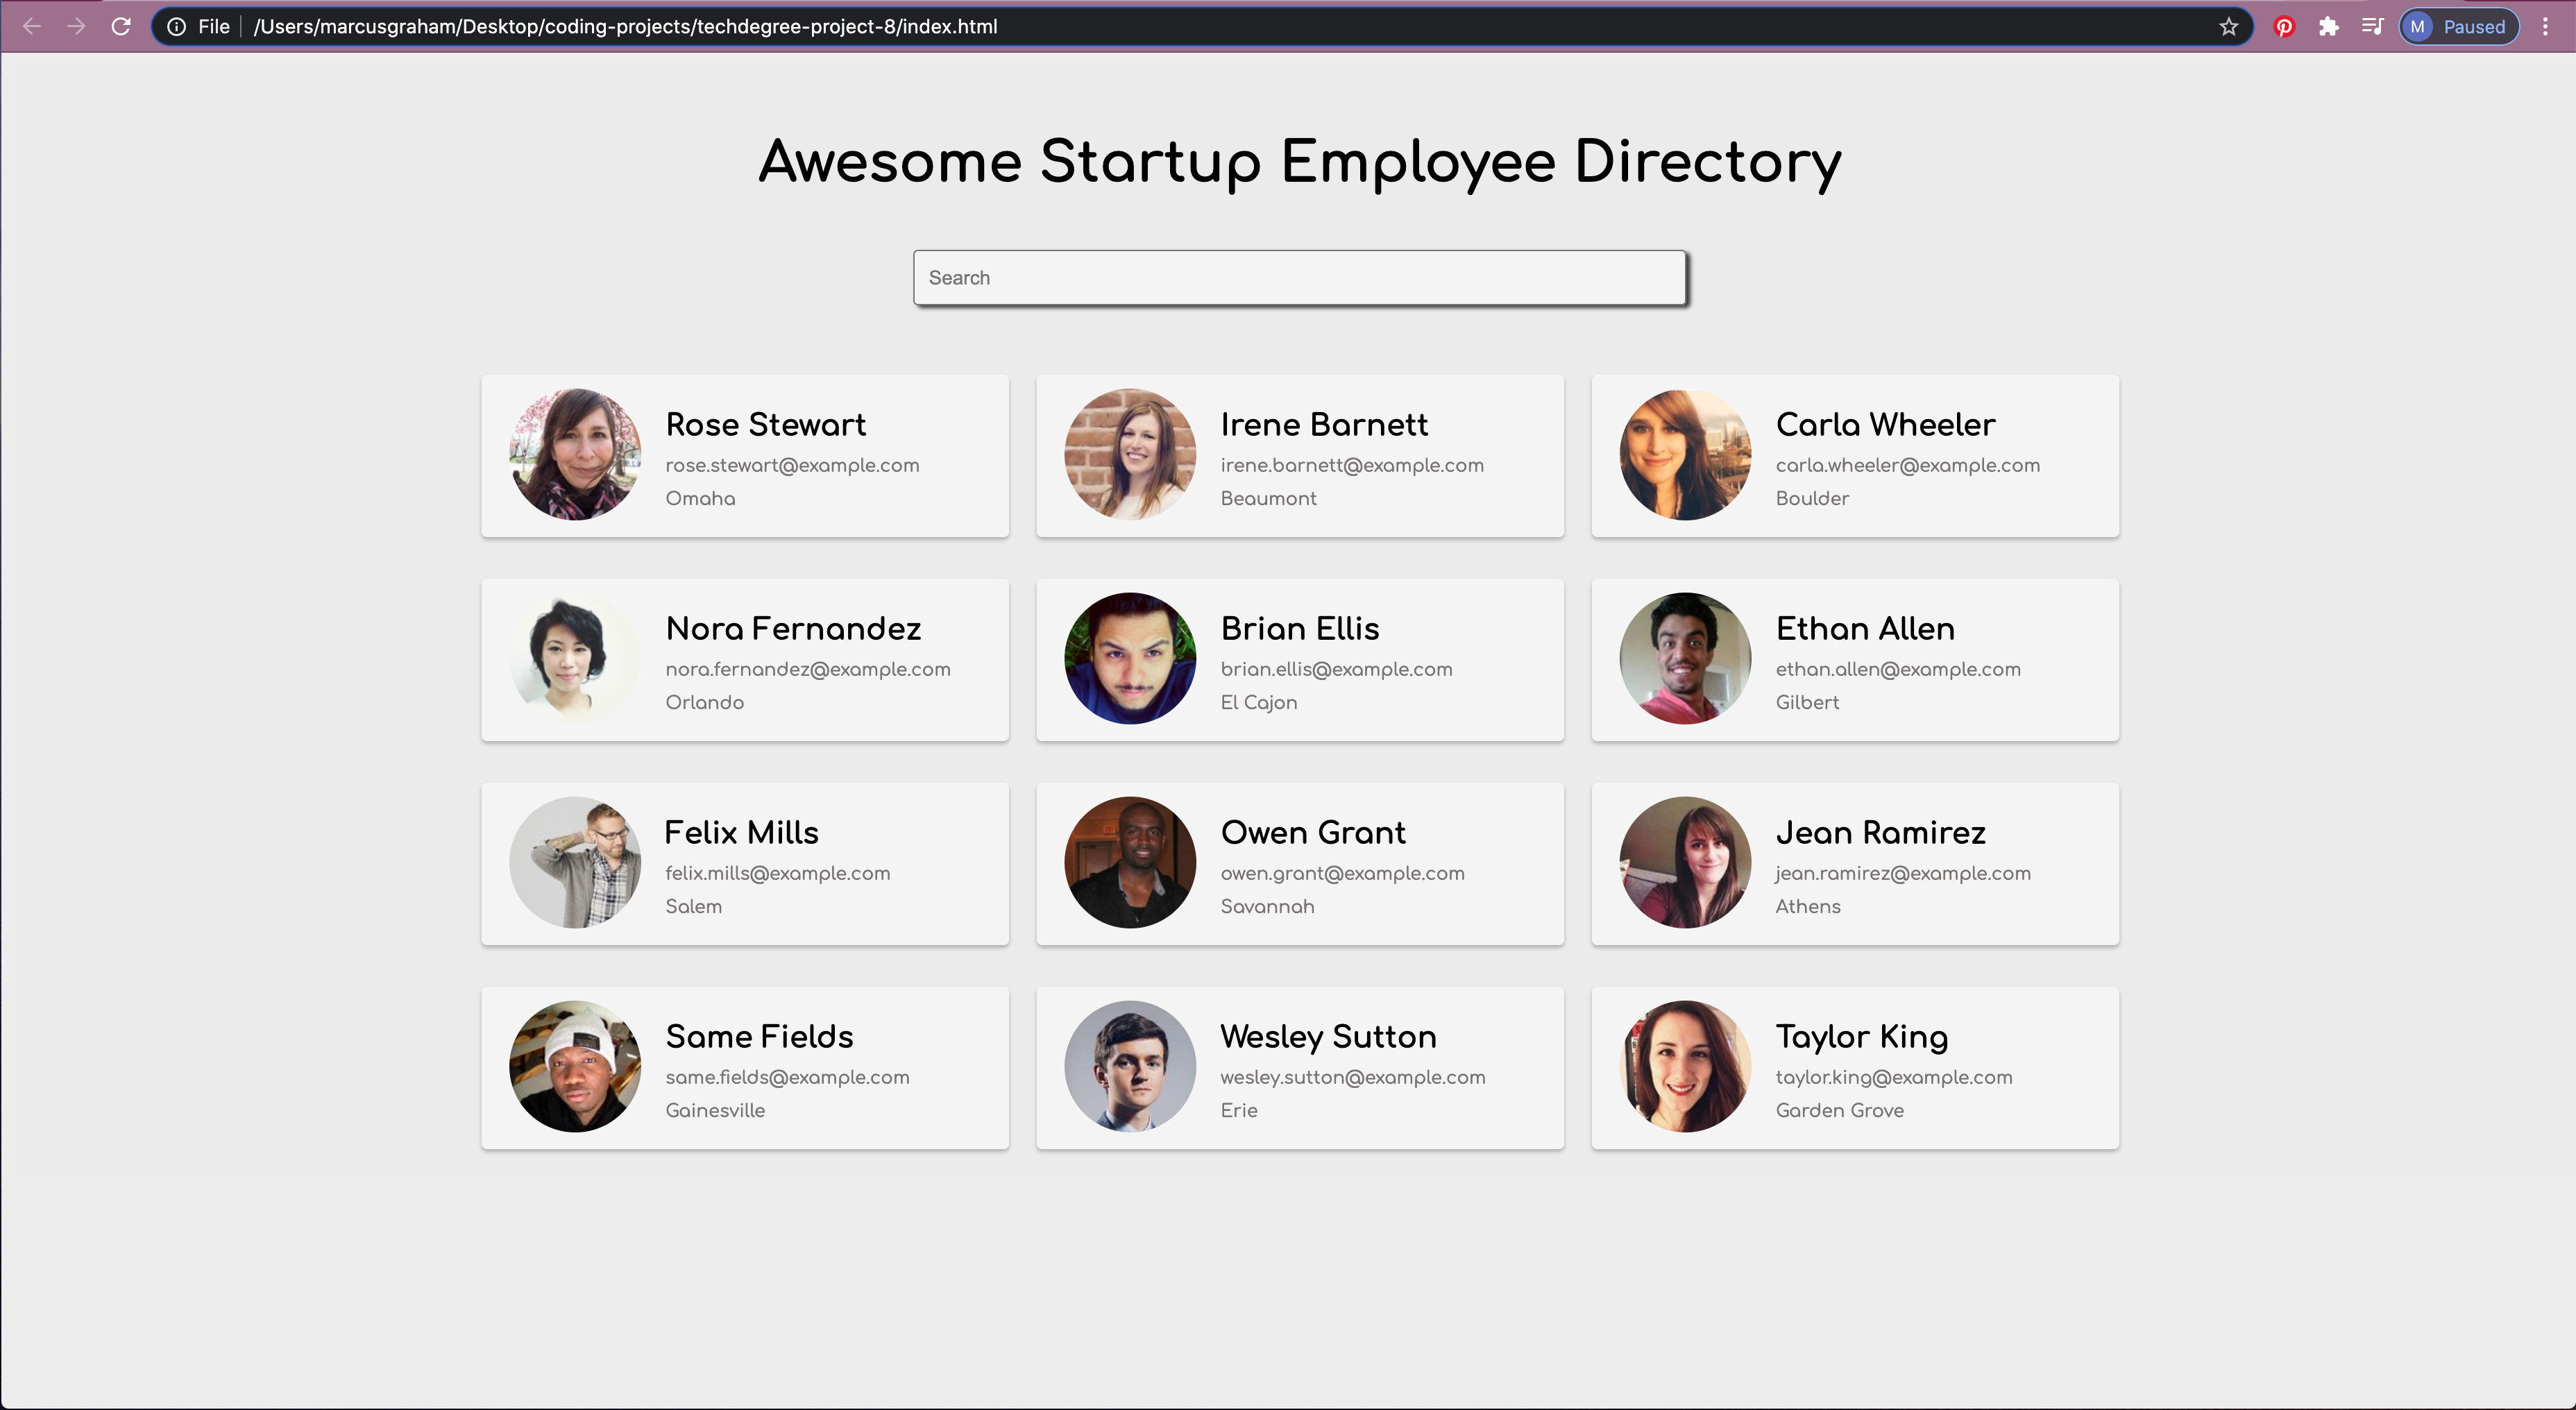 File /Users/marcusgraham/Desktop/coding-projects/techdegree-project-8/index.html M Paused
Awesome Startup Employee Directory
Search
Rose Stewart
rose.stewart@example.com
Omaha
Irene Barnett
irene.barnett@example.com
Beaumont
Carla Wheeler
carla.wheeler@example.com
Boulder
Nora Fernandez
nora.fernandez@example.com
Orlando
Brian Ellis
brian.ellis@example.com
El Cajon
Ethan Allen
ethan.allen@example.com
Gilbert
Felix Mills
felix.mills@example.com
Salem
Owen Grant
owen.grant@example.com
Savannah
Jean Ramirez
jean.ramirez@example.com
Athens
Same Fields
same.fields@example.com
Gainesville
Wesley Sutton
wesley.sutton@example.com
Erie
Taylor King
taylor.king@example.com
Garden Grove